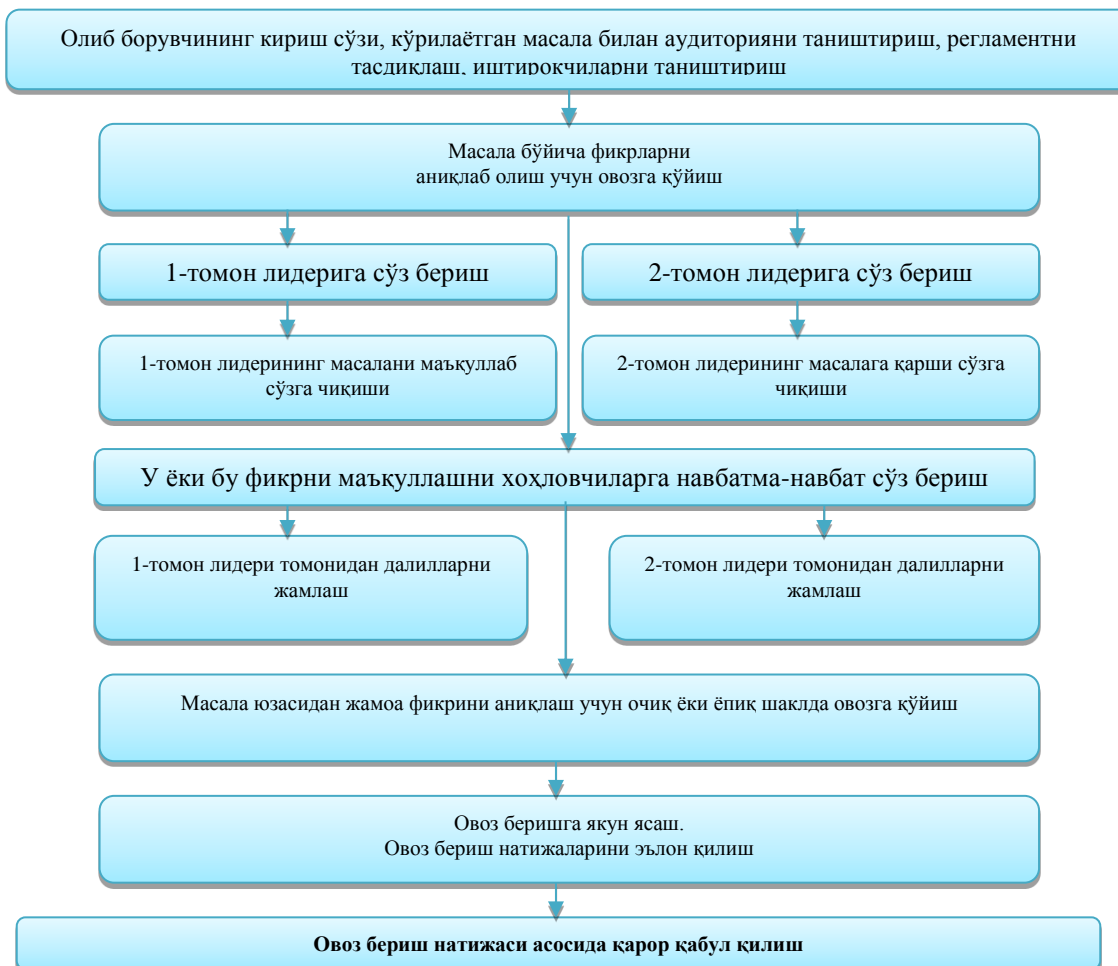 Олиб борувчининг кириш сўзи, кўрилаётган масала билан аудиторияни таништириш, регламентни
тасдиқлаш, иштирокчиларни таништириш
Масала бўйича фикрларни
аниқлаб олиш учун овозга қўйиш
1-томон лидерига сўз бериш
2-томон лидерига сўз бериш
1-томон лидерининг масалани маъқуллаб
сўзга чиқиши
2-томон лидерининг масалага қарши сўзга
чиқиши
У ёки бу фикрни маъқуллашни хоҳловчиларга навбатма-навбат сўз бериш
1-томон лидери томонидан далилларни
жамлаш
2-томон лидери томонидан далилларни
жамлаш
Масала юзасидан жамоа фикрини аниқлаш учун очиқ ёки ёпиқ шаклда овозга қўйиш
Овоз беришга якун ясаш.
Овоз бериш натижаларини эълон қилиш
Овоз бериш натижаси асосида қарор қабул қилиш